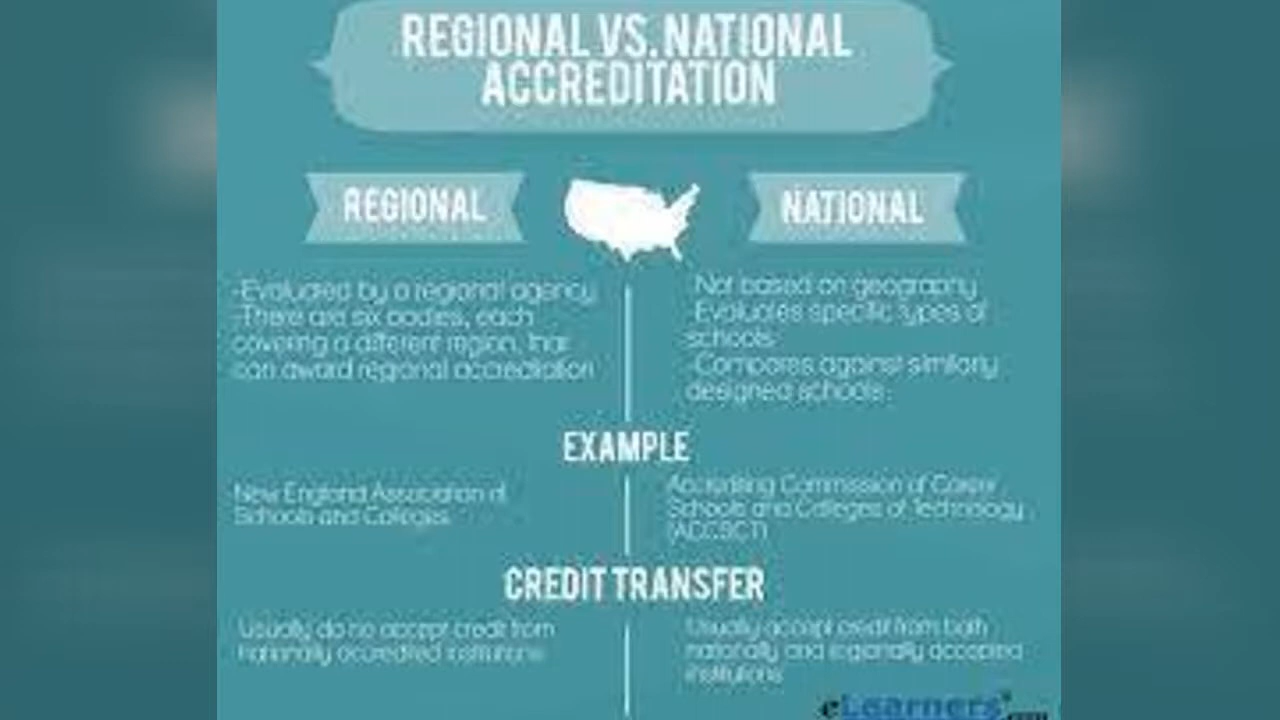 REGIONAL VS. NATIONAL
ACCREDITATION
REGIONAL
NATIONAL
-Evaluated by a regional agency
-There are six bodies, each
covering a different region, that
can award regional accreditation
-Not based on geography
-Evaluates specific types of
schools
-Compares against similarly
designed schools
EXAMPLE
New England Association of
Schools and Colleges
Accrediting Commission of Career
Schools and Colleges of Technology
(ACCSCT)
CREDIT TRANSFER
Usually do no accept credit from
nationally accredited institutions
Usually accept credit from both
nationally and regionally accepted
institutions
eLearners.com